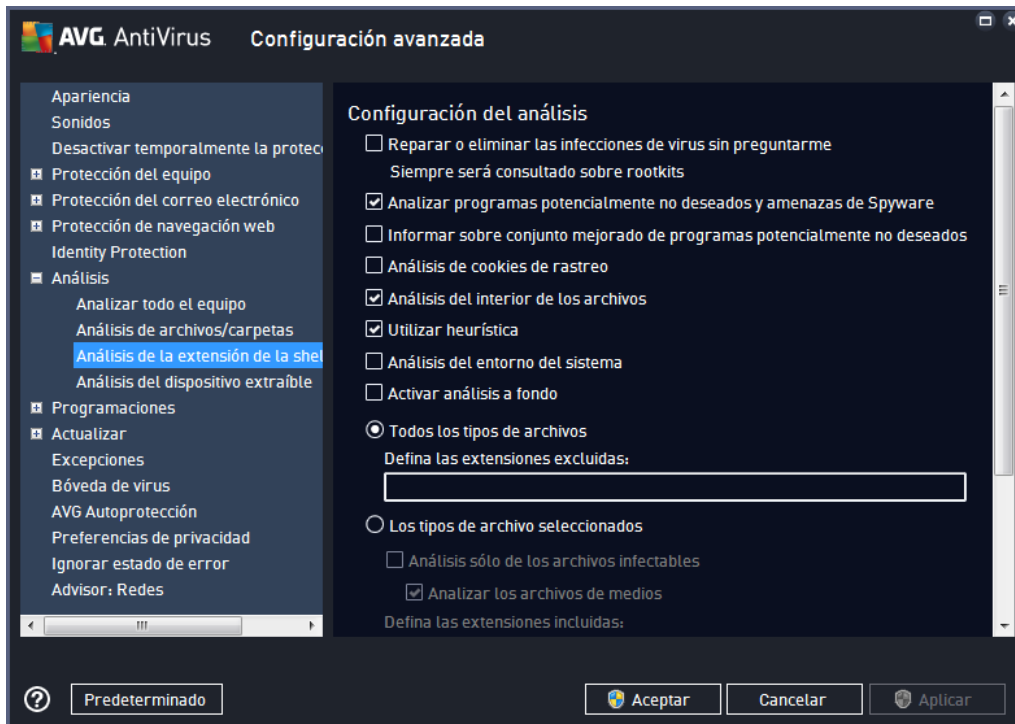 AVG AntiVirus Configuración avanzada
Apariencia
Sonidos
Desactivar temporalmente la protec
Protección del equipo
Protección del correo electrónico
Protección de navegación web
Identity Protection
Análisis
Analizar todo el equipo
Análisis de archivos/carpetas
Análisis de la extensión de la shel
Análisis del dispositivo extraíble
Programaciones
Actualizar
Excepciones
Bóveda de virus
AVG Autoprotección
Preferencias de privacidad
Ignorar estado de error
Advisor: Redes
Configuración del análisis
Reparar o eliminar las infecciones de virus sin preguntarme
Siempre será consultado sobre rootkits
Analizar programas potencialmente no deseados y amenazas de Spyware
Informar sobre conjunto mejorado de programas potencialmente no deseados
Análisis de cookies de rastreo
Análisis del interior de los archivos
Utilizar heurística
Análisis del entorno del sistema
Activar análisis a fondo
Todos los tipos de archivos
Defina las extensiones excluidas:
Los tipos de archivo seleccionados
Análisis sólo de los archivos infectables
Analizar los archivos de medios
Defina las extensiones incluidas:
? Predeterminado Aceptar Cancelar Aplicar